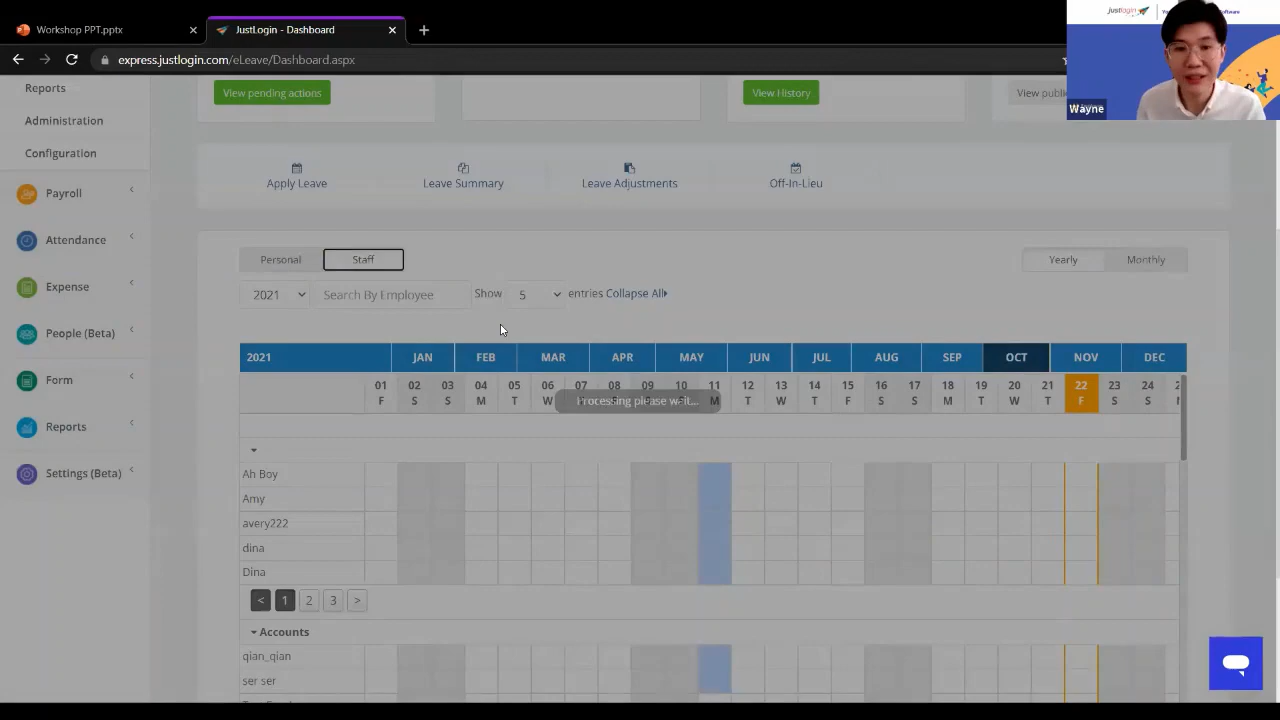 Workshop PPT.pptx
JustLogin - Dashboard
express.justlogin.com/eLeave/Dashboard.aspx
justlogin
Wayne
Reports
Administration
Configuration
Payroll
Attendance
Expense
People (Beta)
Form
Reports
Settings (Beta)
View pending actions
View History
Apply Leave
Leave Summary
Leave Adjustments
Off-In-Lieu
Personal Staff
Yearly Monthly
2021 Search By Employee Show 5 entries Collapse All
2021 JAN FEB MAR APR MAY JUN JUL AUG SEP OCT NOV DEC
01 02 03 04 05 06 07 08 09 10 11 12 13 14 15 16 17 18 19 20 21 22 23 24
F S S M T W M T W T F S S M T W T F S S
Processing please wait...
Ah Boy
Amy
avery222
dina
Dina
< 1 2 3 >
Accounts
qian_qian
ser ser